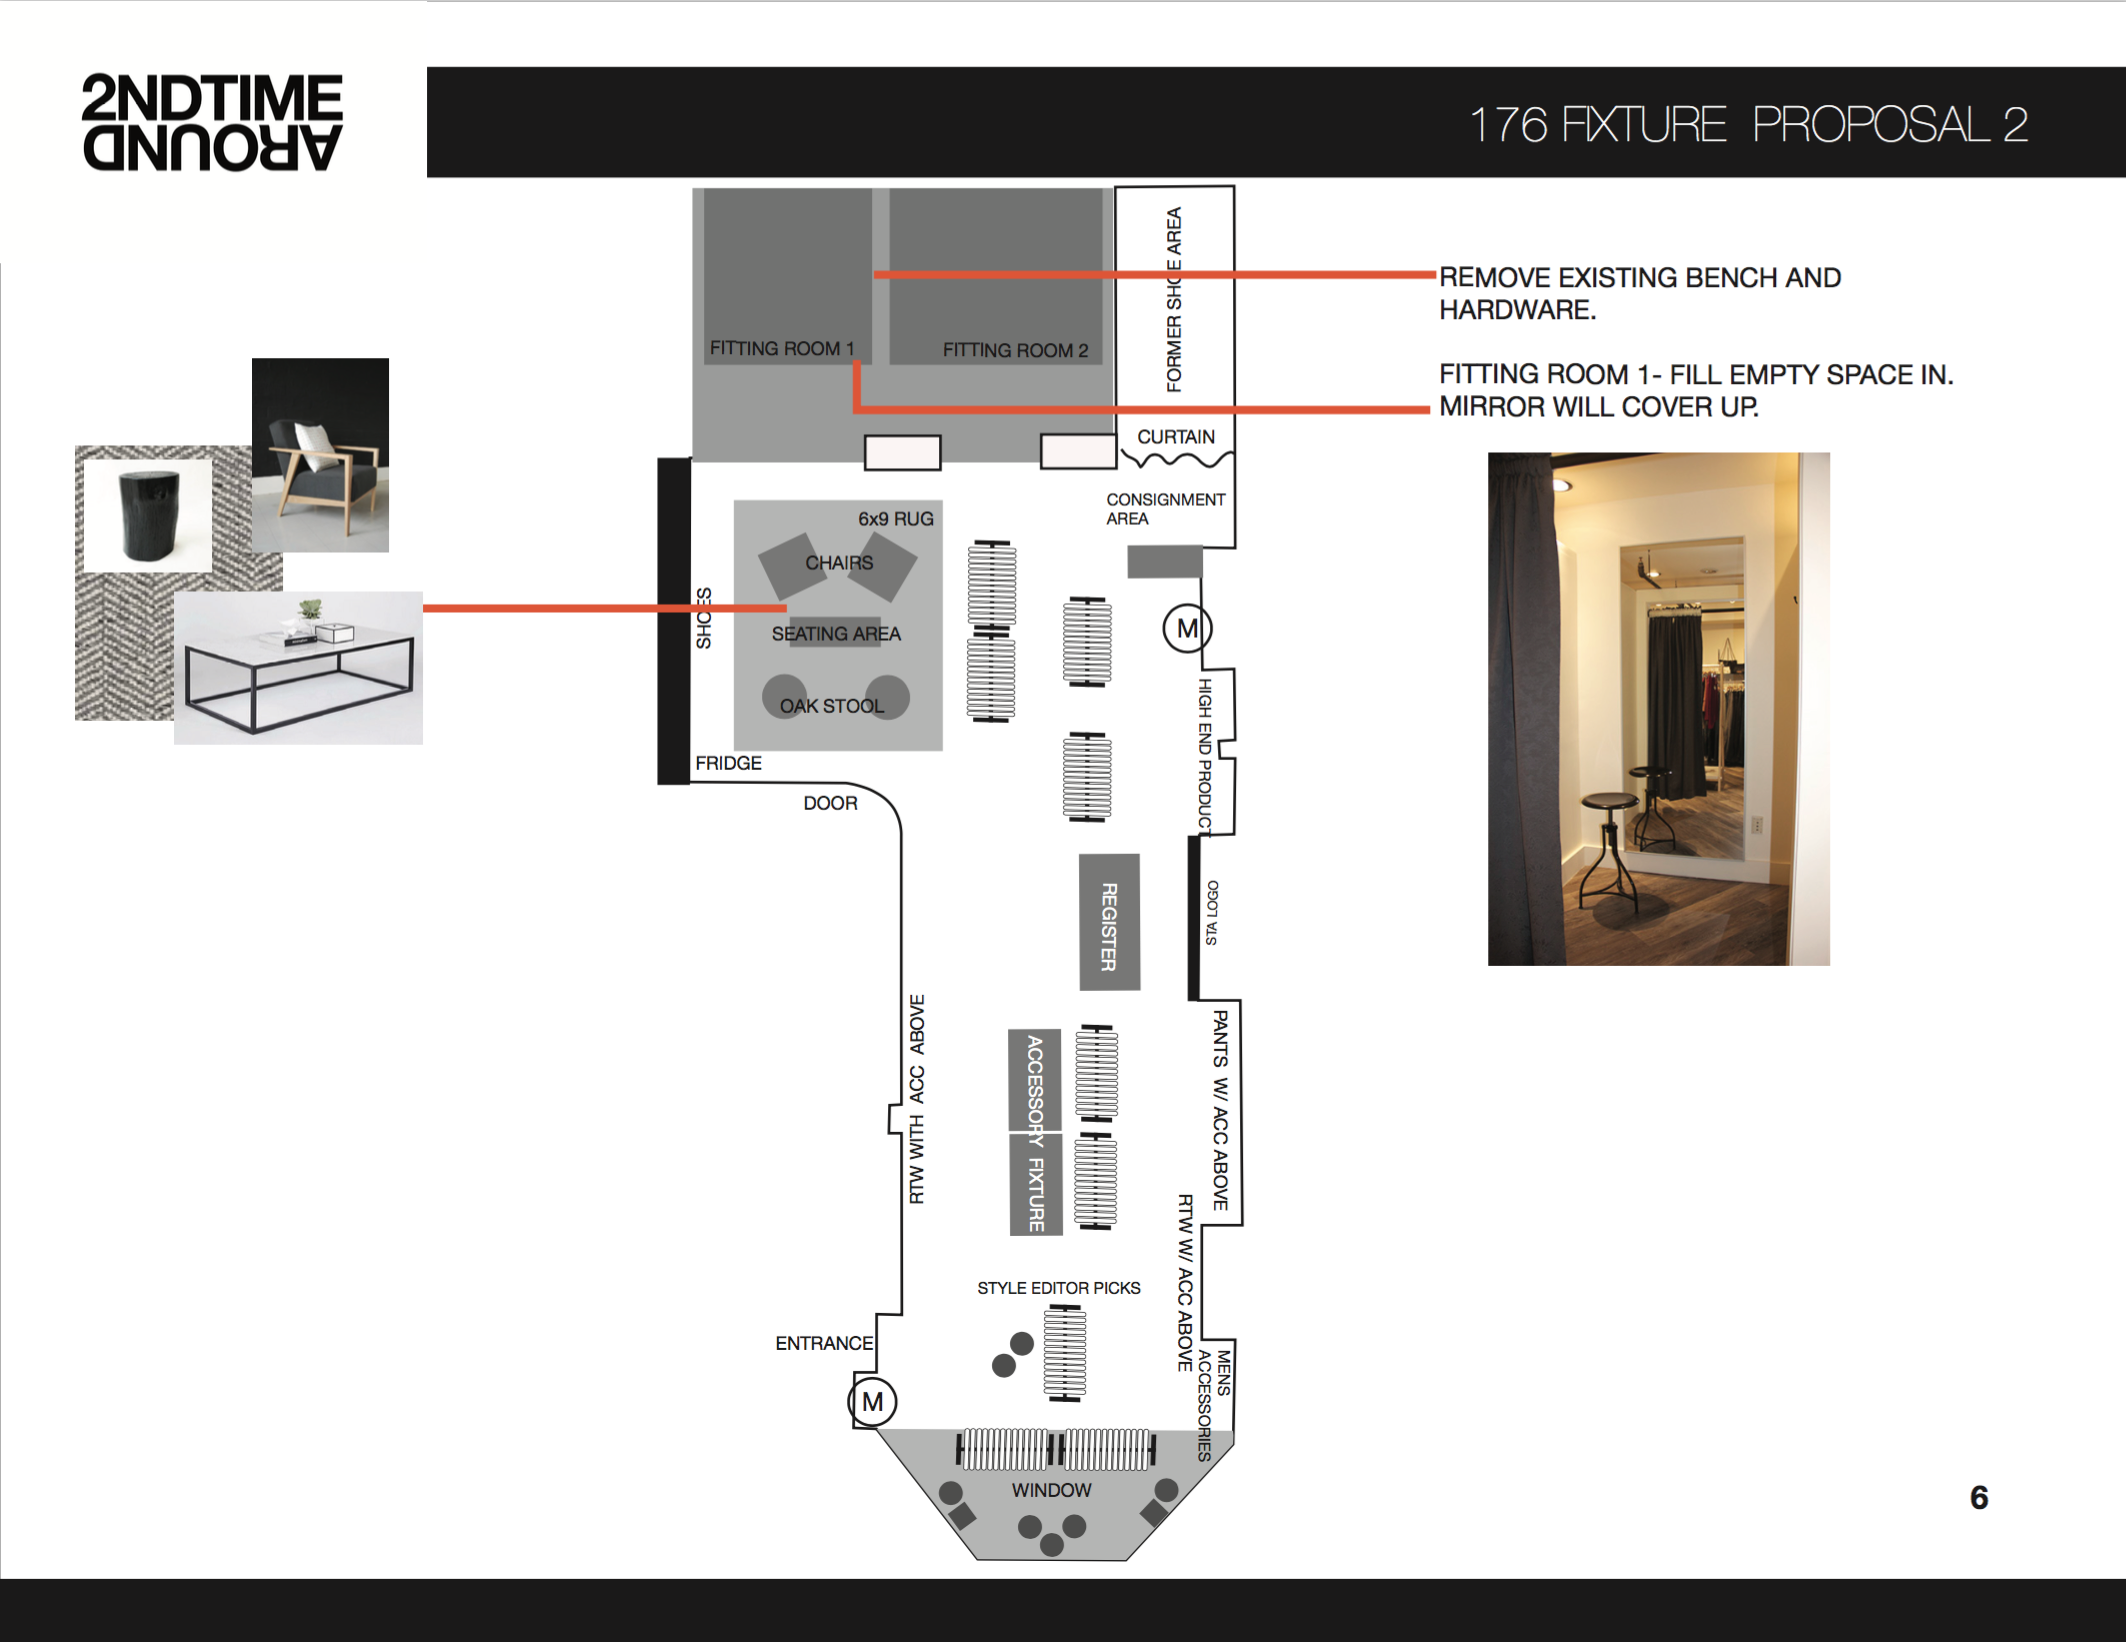 2NDTIME
AROUND
176 FIXTURE PROPOSAL 2
FORMER SHOE AREA
REMOVE EXISTING BENCH AND
HARDWARE.
FITTING ROOM 1
FITTING ROOM 2
FITTING ROOM 1- FILL EMPTY SPACE IN.
MIRROR WILL COVER UP.
CURTAIN
CONSIGNMENT
AREA
6x9 RUG
CHAIRS
SHOES
SEATING AREA
M
OAK STOOL
HIGH END PRODUCT
FRIDGE
DOOR
REGISTER
STA LOGO
RTW WITH ACC ABOVE
ACCESSORY FIXTURE
PANTS W/ ACC ABOVE
RTW W/ ACC ABOVE
STYLE EDITOR PICKS
ENTRANCE
MENS
ACCESSORIES
M
WINDOW
6